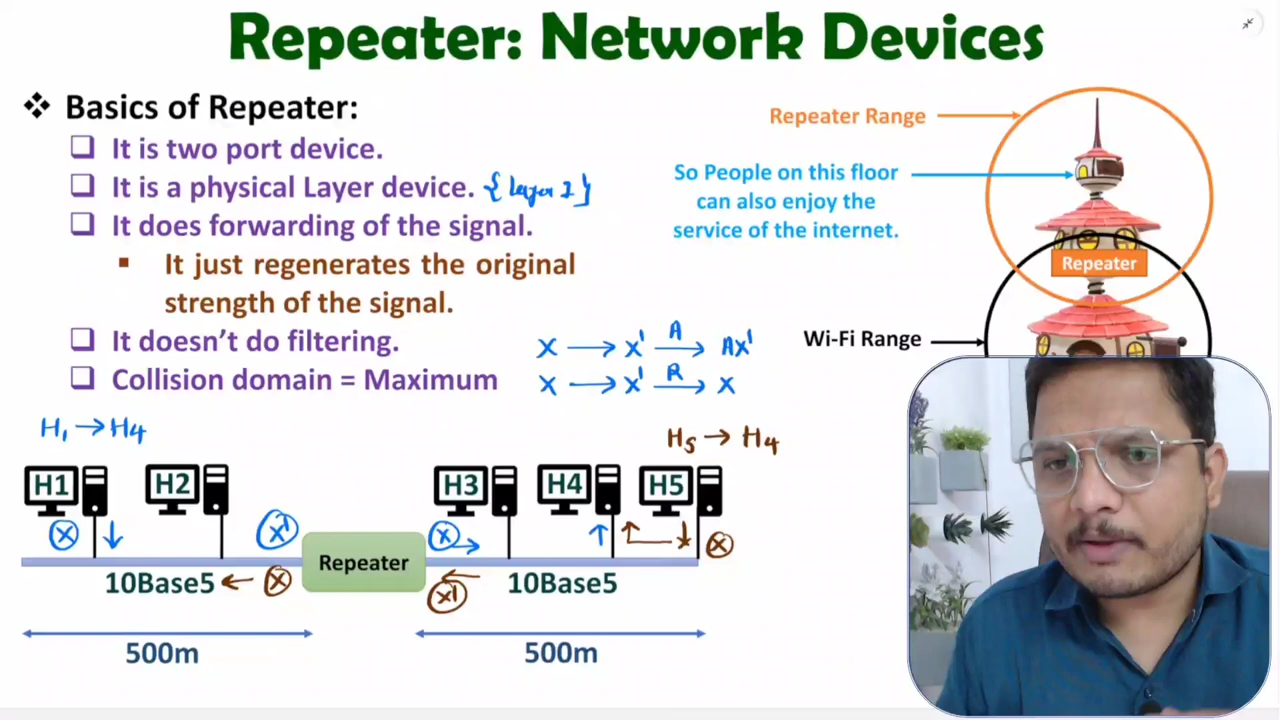 Repeater: Network Devices
❖ Basics of Repeater:
❑ It is two port device.
❑ It is a physical Layer device. {layer 1}
❑ It does forwarding of the signal.
▪ It just regenerates the original
strength of the signal.
❑ It doesn't do filtering.
❑ Collision domain = Maximum
X → X' A → AX'
X → X' R → X
Repeater Range
So People on this floor
can also enjoy the
service of the internet.
Repeater
Wi-Fi Range
H₁ → H₄
H₅ → H₄
H1 H2 H3 H4 H5
X X' X X
Repeater
10Base5 X X' 10Base5
500m 500m